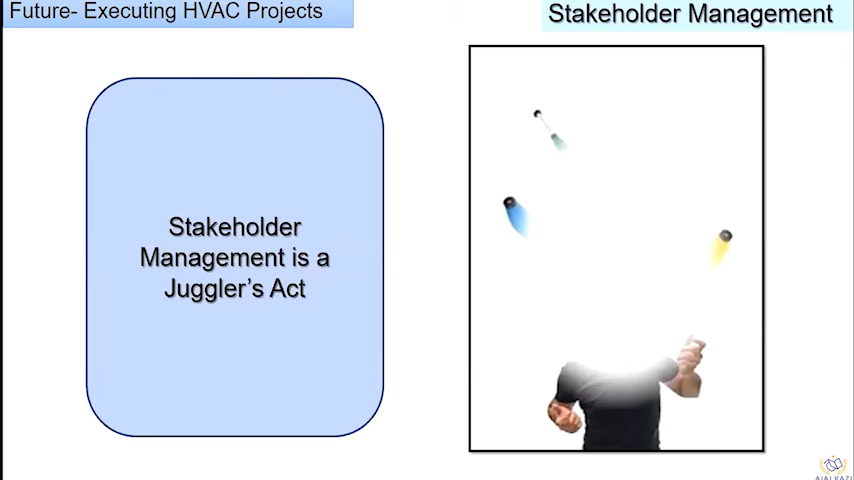 Future- Executing HVAC Projects
Stakeholder Management
Stakeholder
Management is a
Juggler's Act